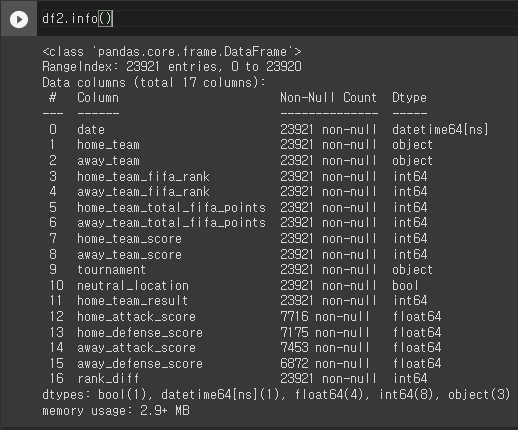 df2.info()
<class 'pandas.core.frame.DataFrame'>
RangeIndex: 23921 entries, 0 to 23920
Data columns (total 17 columns):
 #   Column                       Non-Null Count  Dtype
---  ------                       --------------  -----
 0   date                         23921 non-null  datetime64[ns]
 1   home_team                    23921 non-null  object
 2   away_team                    23921 non-null  object
 3   home_team_fifa_rank          23921 non-null  int64
 4   away_team_fifa_rank          23921 non-null  int64
 5   home_team_total_fifa_points  23921 non-null  int64
 6   away_team_total_fifa_points  23921 non-null  int64
 7   home_team_score              23921 non-null  int64
 8   away_team_score              23921 non-null  int64
 9   tournament                   23921 non-null  object
 10  neutral_location             23921 non-null  bool
 11  home_team_result             23921 non-null  int64
 12  home_attack_score            7716 non-null   float64
 13  home_defense_score           7175 non-null   float64
 14  away_attack_score            7453 non-null   float64
 15  away_defense_score           6872 non-null   float64
 16  rank_diff                    23921 non-null  int64
dtypes: bool(1), datetime64[ns](1), float64(4), int64(8), object(3)
memory usage: 2.9+ MB